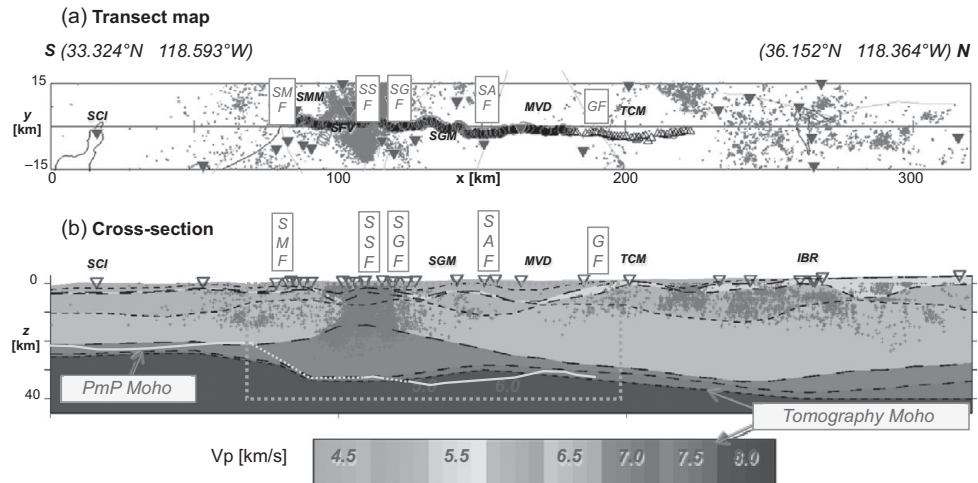 (a) Transect map
S (33.324°N 118.593°W)
(36.152°N 118.364°W) N
15
y
[km]
-15
SCI
SM
F
SMM
SFV
SS
F
SG
F
SGM
SA
F
MVD
GF
TCM
0
100
200
300
x [km]
(b) Cross-section
S
M
F
S
S
F
S
G
F
S
A
F
G
F
SCI
SGM
MVD
TCM
IBR
0
z
[km]
40
PmP Moho
6.0
Tomography Moho
Vp [km/s]
4.5
5.5
6.5
7.0
7.5
8.0